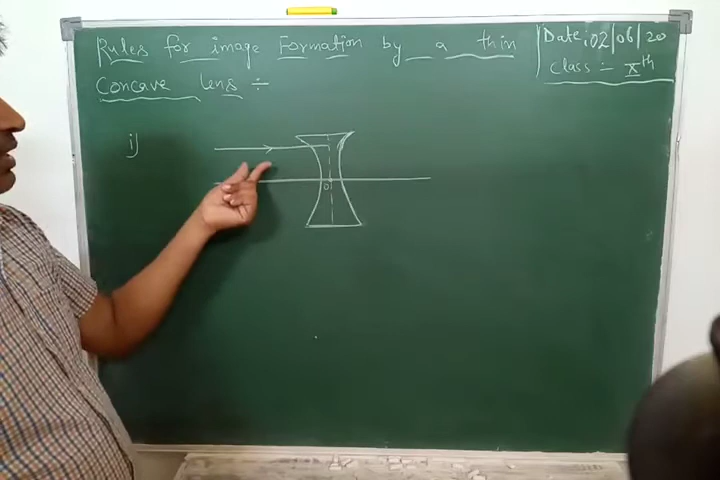 Rules for image Formation by a thin
Concave lens ÷
Date:02/06/20
Class :- Xth
i)
O